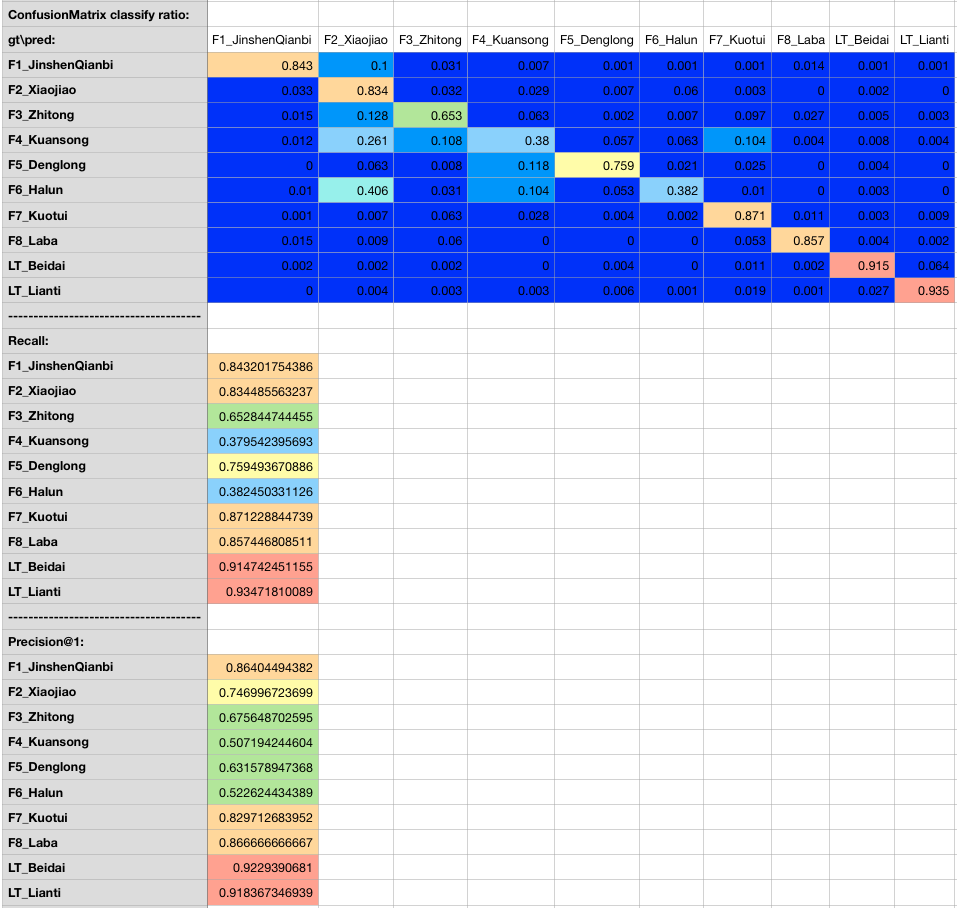 ConfusionMatrix classify ratio:
gt\pred: F1_JinshenQianbi F2_Xiaojiao F3_Zhitong F4_Kuansong F5_Denglong F6_Halun F7_Kuotui F8_Laba LT_Beidai LT_Lianti
F1_JinshenQianbi 0.843 0.1 0.031 0.007 0.001 0.001 0.001 0.014 0.001 0.001
F2_Xiaojiao 0.033 0.834 0.032 0.029 0.007 0.06 0.003 0 0.002 0
F3_Zhitong 0.015 0.128 0.653 0.063 0.002 0.007 0.097 0.027 0.005 0.003
F4_Kuansong 0.012 0.261 0.108 0.38 0.057 0.063 0.104 0.004 0.008 0.004
F5_Denglong 0 0.063 0.008 0.118 0.759 0.021 0.025 0 0.004 0
F6_Halun 0.01 0.406 0.031 0.104 0.053 0.382 0.01 0 0.003 0
F7_Kuotui 0.001 0.007 0.063 0.028 0.004 0.002 0.871 0.011 0.003 0.009
F8_Laba 0.015 0.009 0.06 0 0 0 0.053 0.857 0.004 0.002
LT_Beidai 0.002 0.002 0.002 0 0.004 0 0.011 0.002 0.915 0.064
LT_Lianti 0 0.004 0.003 0.003 0.006 0.001 0.019 0.001 0.027 0.935
---------------------------------------
Recall:
F1_JinshenQianbi 0.843201754386
F2_Xiaojiao 0.834485563237
F3_Zhitong 0.652844744455
F4_Kuansong 0.379542395693
F5_Denglong 0.759493670886
F6_Halun 0.382450331126
F7_Kuotui 0.871228844739
F8_Laba 0.857446808511
LT_Beidai 0.914742451155
LT_Lianti 0.93471810089
---------------------------------------
Precision@1:
F1_JinshenQianbi 0.86404494382
F2_Xiaojiao 0.746996723699
F3_Zhitong 0.675648702595
F4_Kuansong 0.507194244604
F5_Denglong 0.631578947368
F6_Halun 0.522624434389
F7_Kuotui 0.829712683952
F8_Laba 0.866666666667
LT_Beidai 0.9229390681
LT_Lianti 0.918367346939